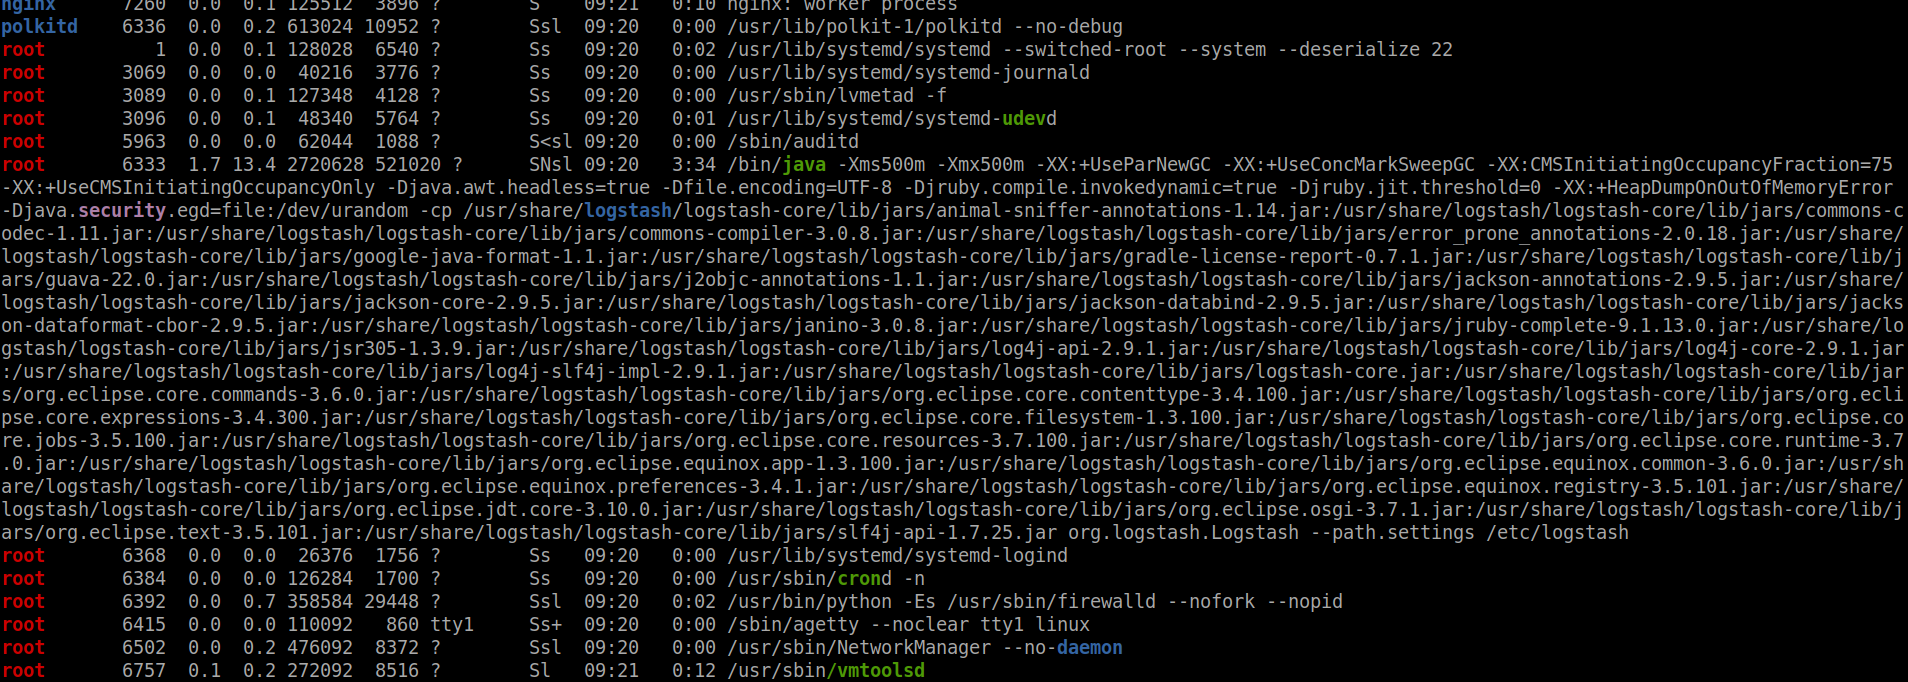 nginx 7260 0.0 0.1 125512 3896 ? S 09:21 0:10 nginx: worker process
polkitd 6336 0.0 0.2 613024 10952 ? Ssl 09:20 0:00 /usr/lib/polkit-1/polkitd --no-debug
root 1 0.0 0.1 128028 6540 ? Ss 09:20 0:02 /usr/lib/systemd/systemd --switched-root --system --deserialize 22
root 3069 0.0 0.0 40216 3776 ? Ss 09:20 0:00 /usr/lib/systemd/systemd-journald
root 3089 0.0 0.1 127348 4128 ? Ss 09:20 0:00 /usr/sbin/lvmetad -f
root 3096 0.0 0.1 48340 5764 ? Ss 09:20 0:01 /usr/lib/systemd/systemd-udevd
root 5963 0.0 0.0 62044 1088 ? S<sl 09:20 0:00 /sbin/auditd
root 6333 1.7 13.4 2720628 521020 ? SNsl 09:20 3:34 /bin/java -Xms500m -Xmx500m -XX:+UseParNewGC -XX:+UseConcMarkSweepGC -XX:CMSInitiatingOccupancyFraction=75
-XX:+UseCMSInitiatingOccupancyOnly -Djava.awt.headless=true -Dfile.encoding=UTF-8 -Djruby.compile.invokedynamic=true -Djruby.jit.threshold=0 -XX:+HeapDumpOnOutOfMemoryError
-Djava.security.egd=file:/dev/urandom -cp /usr/share/logstash/logstash-core/lib/jars/animal-sniffer-annotations-1.14.jar:/usr/share/logstash/logstash-core/lib/jars/commons-c
odec-1.11.jar:/usr/share/logstash/logstash-core/lib/jars/commons-compiler-3.0.8.jar:/usr/share/logstash/logstash-core/lib/jars/error_prone_annotations-2.0.18.jar:/usr/share/
logstash/logstash-core/lib/jars/google-java-format-1.1.jar:/usr/share/logstash/logstash-core/lib/jars/gradle-license-report-0.7.1.jar:/usr/share/logstash/logstash-core/lib/j
ars/guava-22.0.jar:/usr/share/logstash/logstash-core/lib/jars/j2objc-annotations-1.1.jar:/usr/share/logstash/logstash-core/lib/jars/jackson-annotations-2.9.5.jar:/usr/share/
logstash/logstash-core/lib/jars/jackson-core-2.9.5.jar:/usr/share/logstash/logstash-core/lib/jars/jackson-databind-2.9.5.jar:/usr/share/logstash/logstash-core/lib/jars/jacks
on-dataformat-cbor-2.9.5.jar:/usr/share/logstash/logstash-core/lib/jars/janino-3.0.8.jar:/usr/share/logstash/logstash-core/lib/jars/jruby-complete-9.1.13.0.jar:/usr/share/lo
gstash/logstash-core/lib/jars/jsr305-1.3.9.jar:/usr/share/logstash/logstash-core/lib/jars/log4j-api-2.9.1.jar:/usr/share/logstash/logstash-core/lib/jars/log4j-core-2.9.1.jar
:/usr/share/logstash/logstash-core/lib/jars/log4j-slf4j-impl-2.9.1.jar:/usr/share/logstash/logstash-core/lib/jars/logstash-core.jar:/usr/share/logstash/logstash-core/lib/jar
s/org.eclipse.core.commands-3.6.0.jar:/usr/share/logstash/logstash-core/lib/jars/org.eclipse.core.contenttype-3.4.100.jar:/usr/share/logstash/logstash-core/lib/jars/org.ecli
pse.core.expressions-3.4.300.jar:/usr/share/logstash/logstash-core/lib/jars/org.eclipse.core.filesystem-1.3.100.jar:/usr/share/logstash/logstash-core/lib/jars/org.eclipse.co
re.jobs-3.5.100.jar:/usr/share/logstash/logstash-core/lib/jars/org.eclipse.core.resources-3.7.100.jar:/usr/share/logstash/logstash-core/lib/jars/org.eclipse.core.runtime-3.7
.0.jar:/usr/share/logstash/logstash-core/lib/jars/org.eclipse.equinox.app-1.3.100.jar:/usr/share/logstash/logstash-core/lib/jars/org.eclipse.equinox.common-3.6.0.jar:/usr/sh
are/logstash/logstash-core/lib/jars/org.eclipse.equinox.preferences-3.4.1.jar:/usr/share/logstash/logstash-core/lib/jars/org.eclipse.equinox.registry-3.5.101.jar:/usr/share/
logstash/logstash-core/lib/jars/org.eclipse.jdt.core-3.10.0.jar:/usr/share/logstash/logstash-core/lib/jars/org.eclipse.osgi-3.7.1.jar:/usr/share/logstash/logstash-core/lib/j
ars/org.eclipse.text-3.5.101.jar:/usr/share/logstash/logstash-core/lib/jars/slf4j-api-1.7.25.jar org.logstash.Logstash --path.settings /etc/logstash
root 6368 0.0 0.0 26376 1756 ? Ss 09:20 0:00 /usr/lib/systemd/systemd-logind
root 6384 0.0 0.0 126284 1700 ? Ss 09:20 0:00 /usr/sbin/crond -n
root 6392 0.0 0.7 358584 29448 ? Ssl 09:20 0:02 /usr/bin/python -Es /usr/sbin/firewalld --nofork --nopid
root 6415 0.0 0.0 110092 860 tty1 Ss+ 09:20 0:00 /sbin/agetty --noclear tty1 linux
root 6502 0.0 0.2 476092 8372 ? Ssl 09:20 0:00 /usr/sbin/NetworkManager --no-daemon
root 6757 0.1 0.2 272092 8516 ? Sl 09:21 0:12 /usr/sbin/vmtoolsd